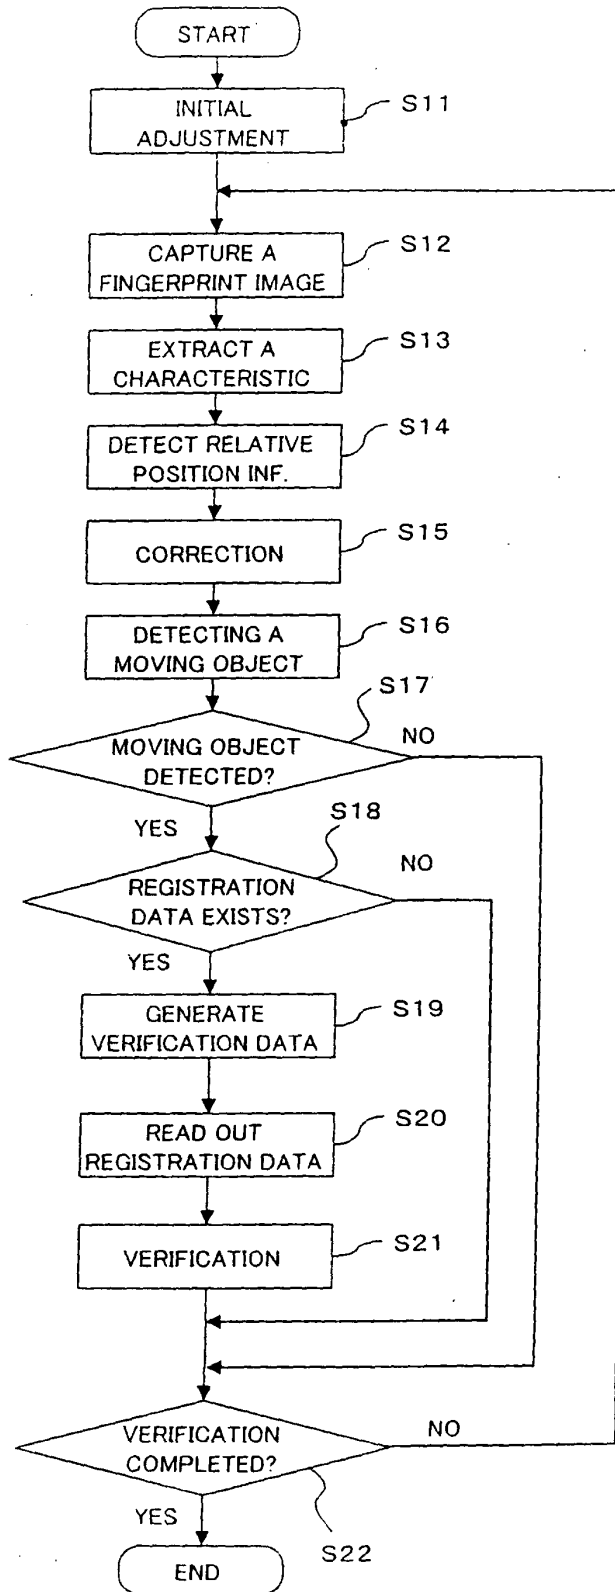 START
INITIAL
ADJUSTMENT
S11
CAPTURE A
FINGERPRINT IMAGE
S12
EXTRACT A
CHARACTERISTIC
S13
DETECT RELATIVE
POSITION INF.
S14
CORRECTION
S15
DETECTING A
MOVING OBJECT
S16
S17
MOVING OBJECT
DETECTED?
NO
YES
S18
REGISTRATION
DATA EXISTS?
NO
YES
GENERATE
VERIFICATION DATA
S19
READ OUT
REGISTRATION DATA
S20
VERIFICATION
S21
VERIFICATION
COMPLETED?
NO
YES
S22
END